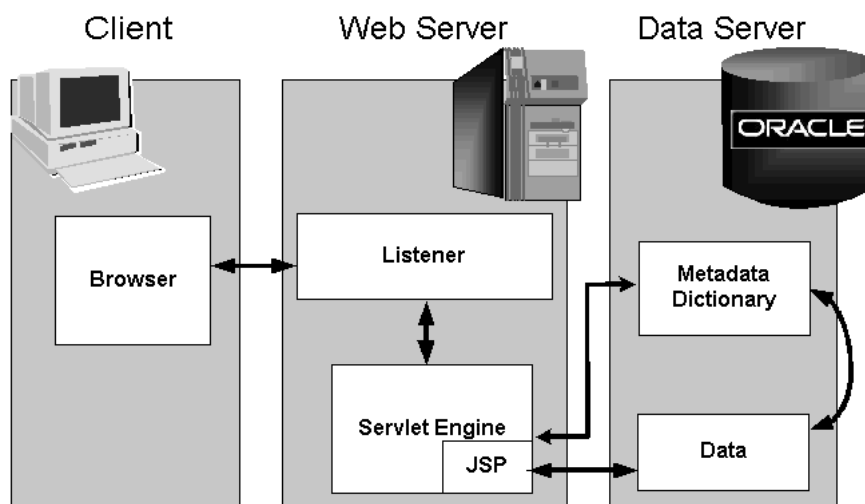 Client
Web Server
Data Server
ORACLE
Browser
Listener
Metadata
Dictionary
Servlet Engine
JSP
Data